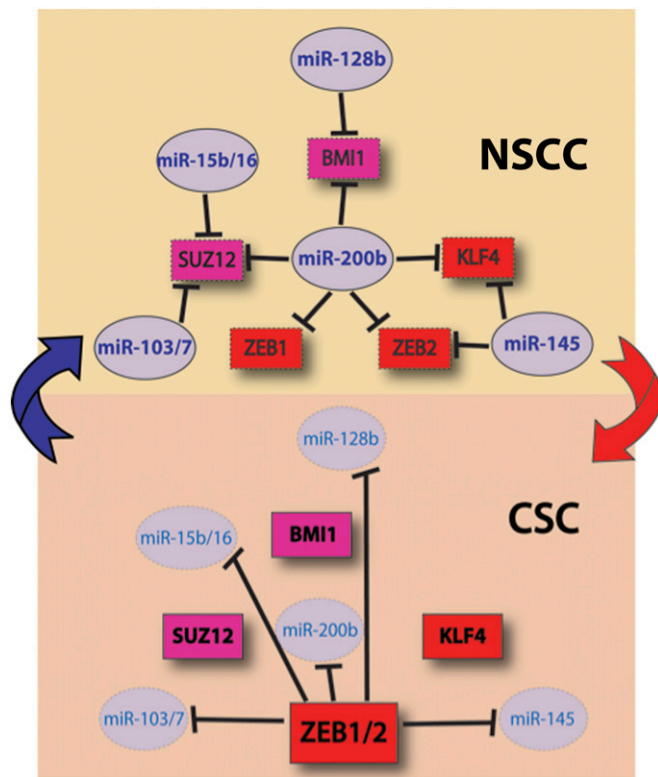 miR-128b
miR-15b/16
BMI1
NSCC
SUZ12
miR-200b
KLF4
miR-103/7
ZEB1
ZEB2
miR-145
miR-128b
miR-15b/16
BMI1
CSC
SUZ12
miR-200b
KLF4
miR-103/7
ZEB1/2
miR-145